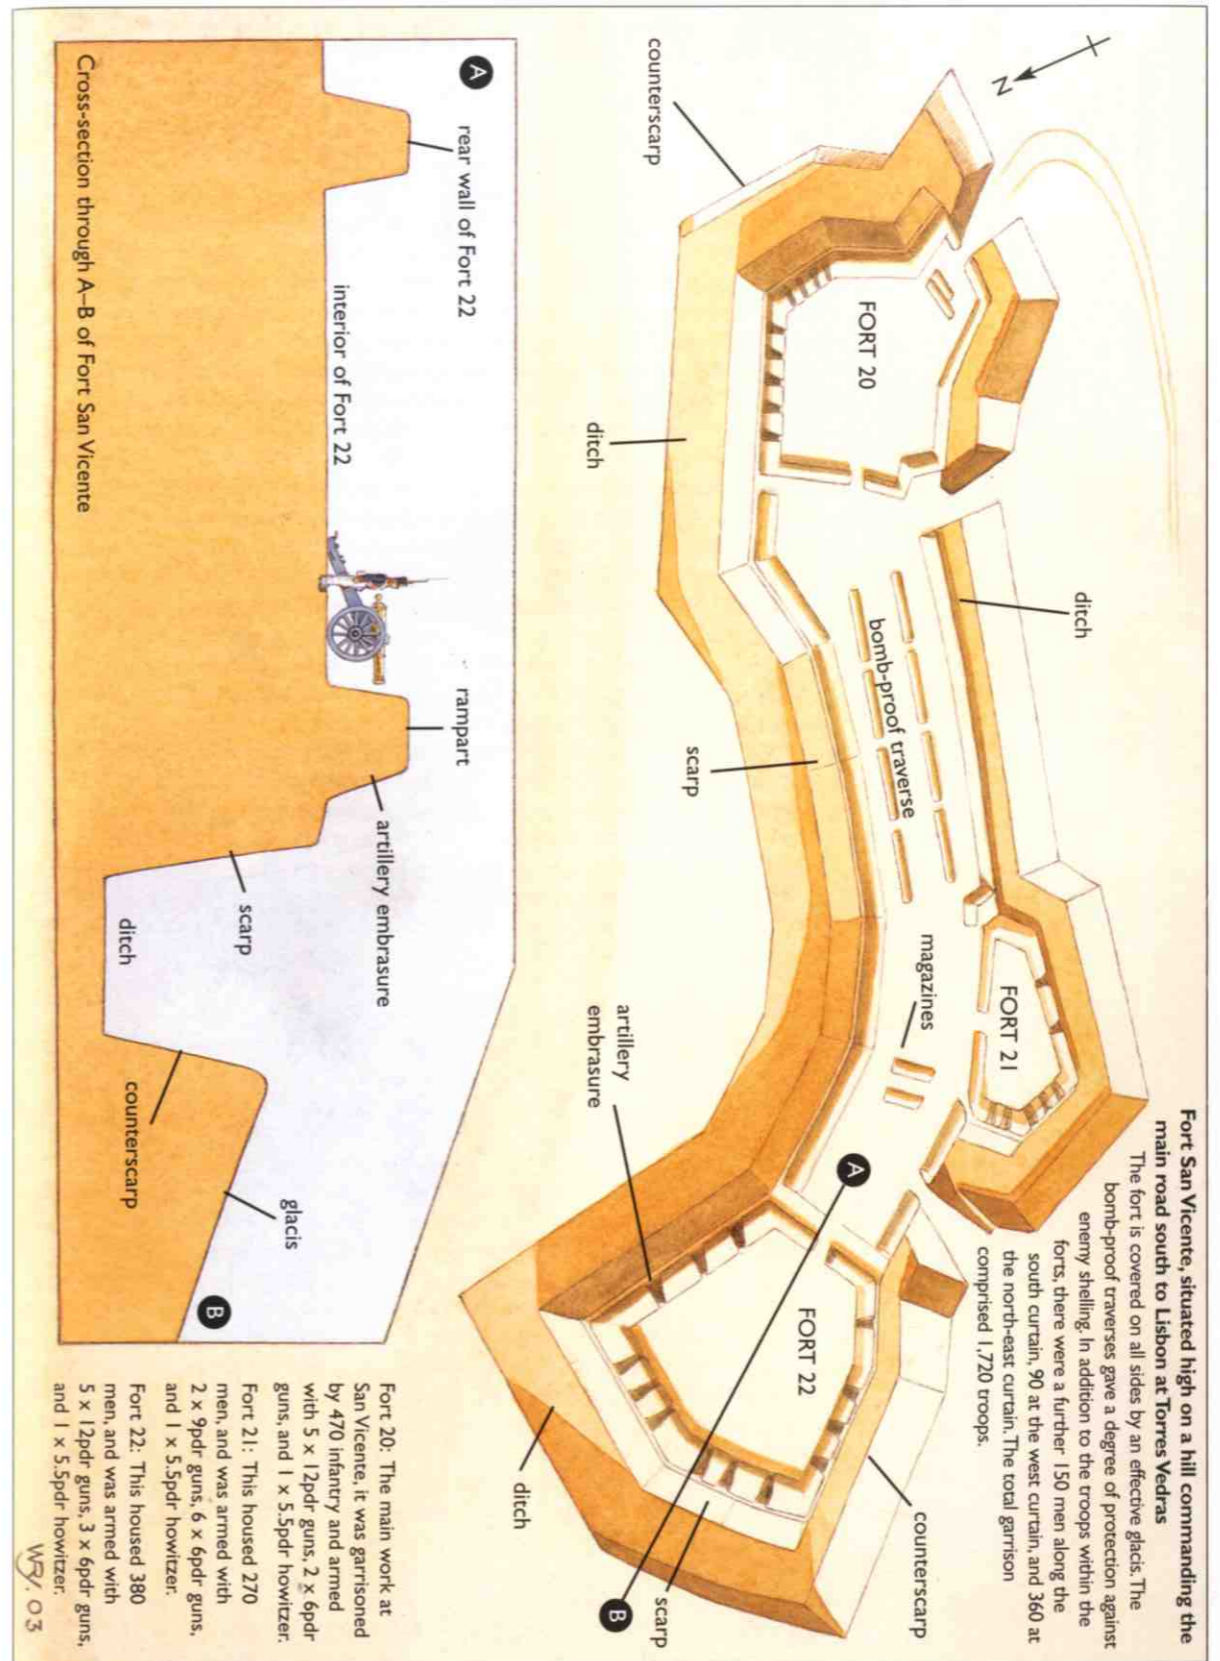 Fort San Vicente, situated high on a hill commanding the
main road south to Lisbon at Torres Vedras
The fort is covered on all sides by an effective glacis. The
bomb-proof traverses gave a degree of protection against
enemy shelling. In addition to the troops within the
forts, there were a further 150 men along the
south curtain, 90 at the west curtain, and 360 at
the north-east curtain. The total garrison
comprised 1,720 troops.
N
counterscarp
FORT 20
ditch
ditch
bomb-proof traverse
scarp
magazines
FORT 21
artillery
embrasure
A
FORT 22
counterscarp
ditch
scarp
B
A
rear wall of Fort 22
interior of Fort 22
rampart
artillery embrasure
scarp
ditch
counterscarp
glacis
B
Cross-section through A–B of Fort San Vicente
Fort 20: The main work at
San Vicente, it was garrisoned
by 470 infantry and armed
with 5 x 12pdr guns, 2 x 6pdr
guns, and 1 x 5.5pdr howitzer.
Fort 21: This housed 270
men, and was armed with
2 x 9pdr guns, 6 x 6pdr guns,
and 1 x 5.5pdr howitzer.
Fort 22: This housed 380
men, and was armed with
5 x 12pdr guns, 3 x 6pdr guns,
and 1 x 5.5pdr howitzer.